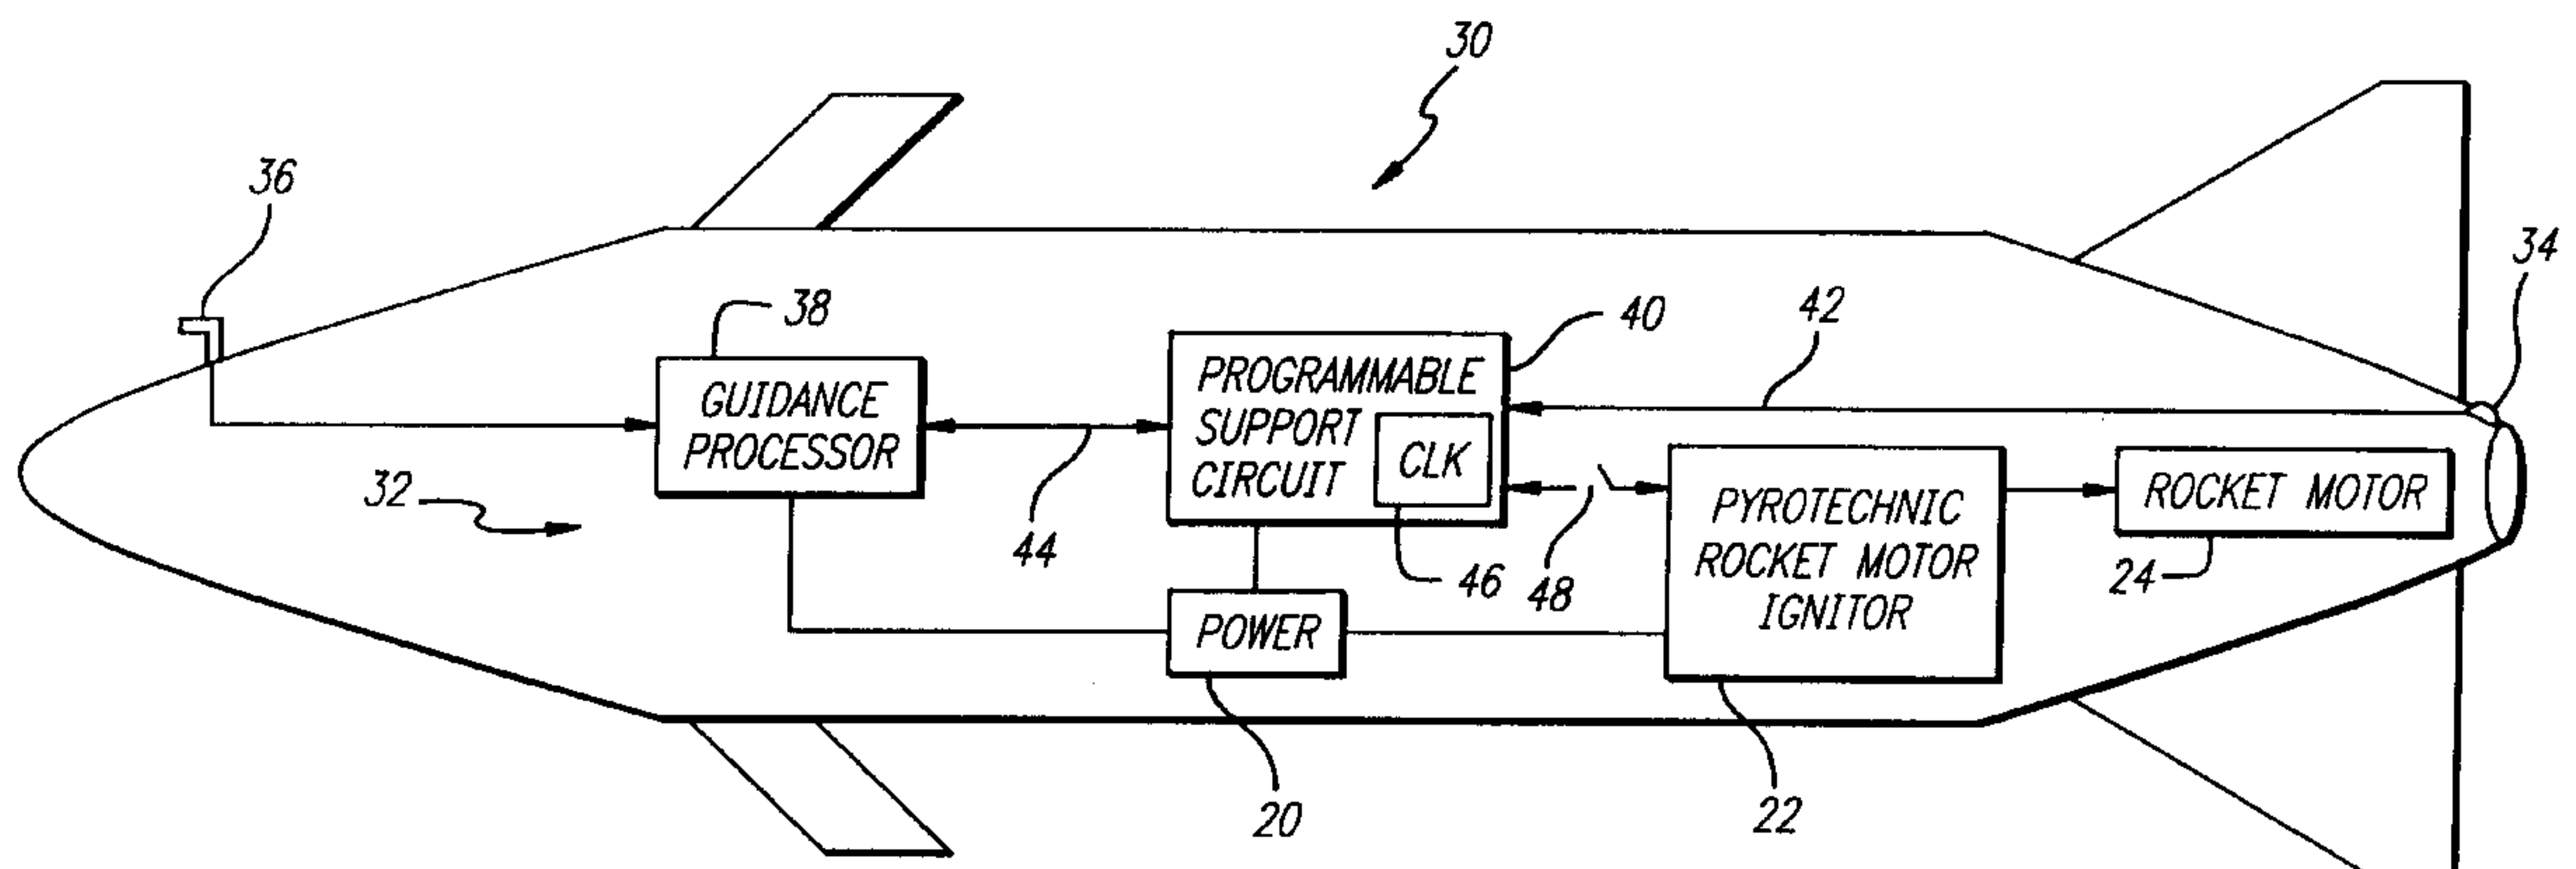 30
36
34
38
40
42
GUIDANCE
PROCESSOR
PROGRAMMABLE
SUPPORT
CIRCUIT
CLK
PYROTECHNIC
ROCKET MOTOR
IGNITOR
ROCKET MOTOR
32
44
46
48
24
POWER
20
22